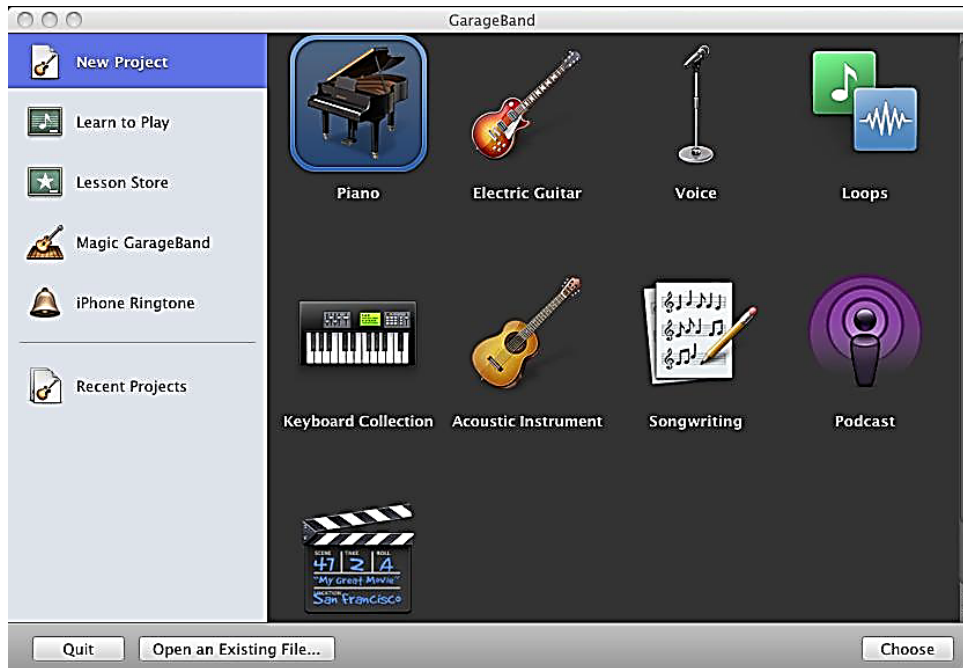 GarageBand
New Project
Learn to Play
Lesson Store
Magic GarageBand
iPhone Ringtone
Recent Projects
Piano
Electric Guitar
Voice
Loops
Keyboard Collection
Acoustic Instrument
Songwriting
Podcast
SCENE TAKE ROLL
47 2 A
"My Great Movie"
LOCATION
San Francisco
Quit
Open an Existing File...
Choose